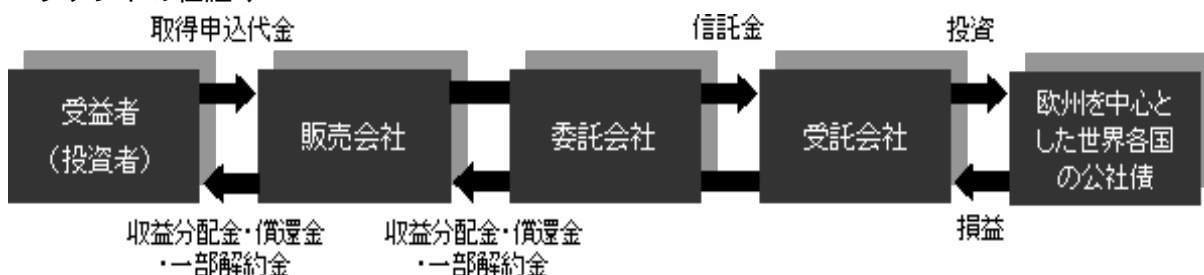 取得申込代金
信託金
投資
受益者
（投資者）
販売会社
委託会社
受託会社
欧州を中心と
した世界各国
の公社債
収益分配金・償還金
・一部解約金
収益分配金・償還金
・一部解約金
損益